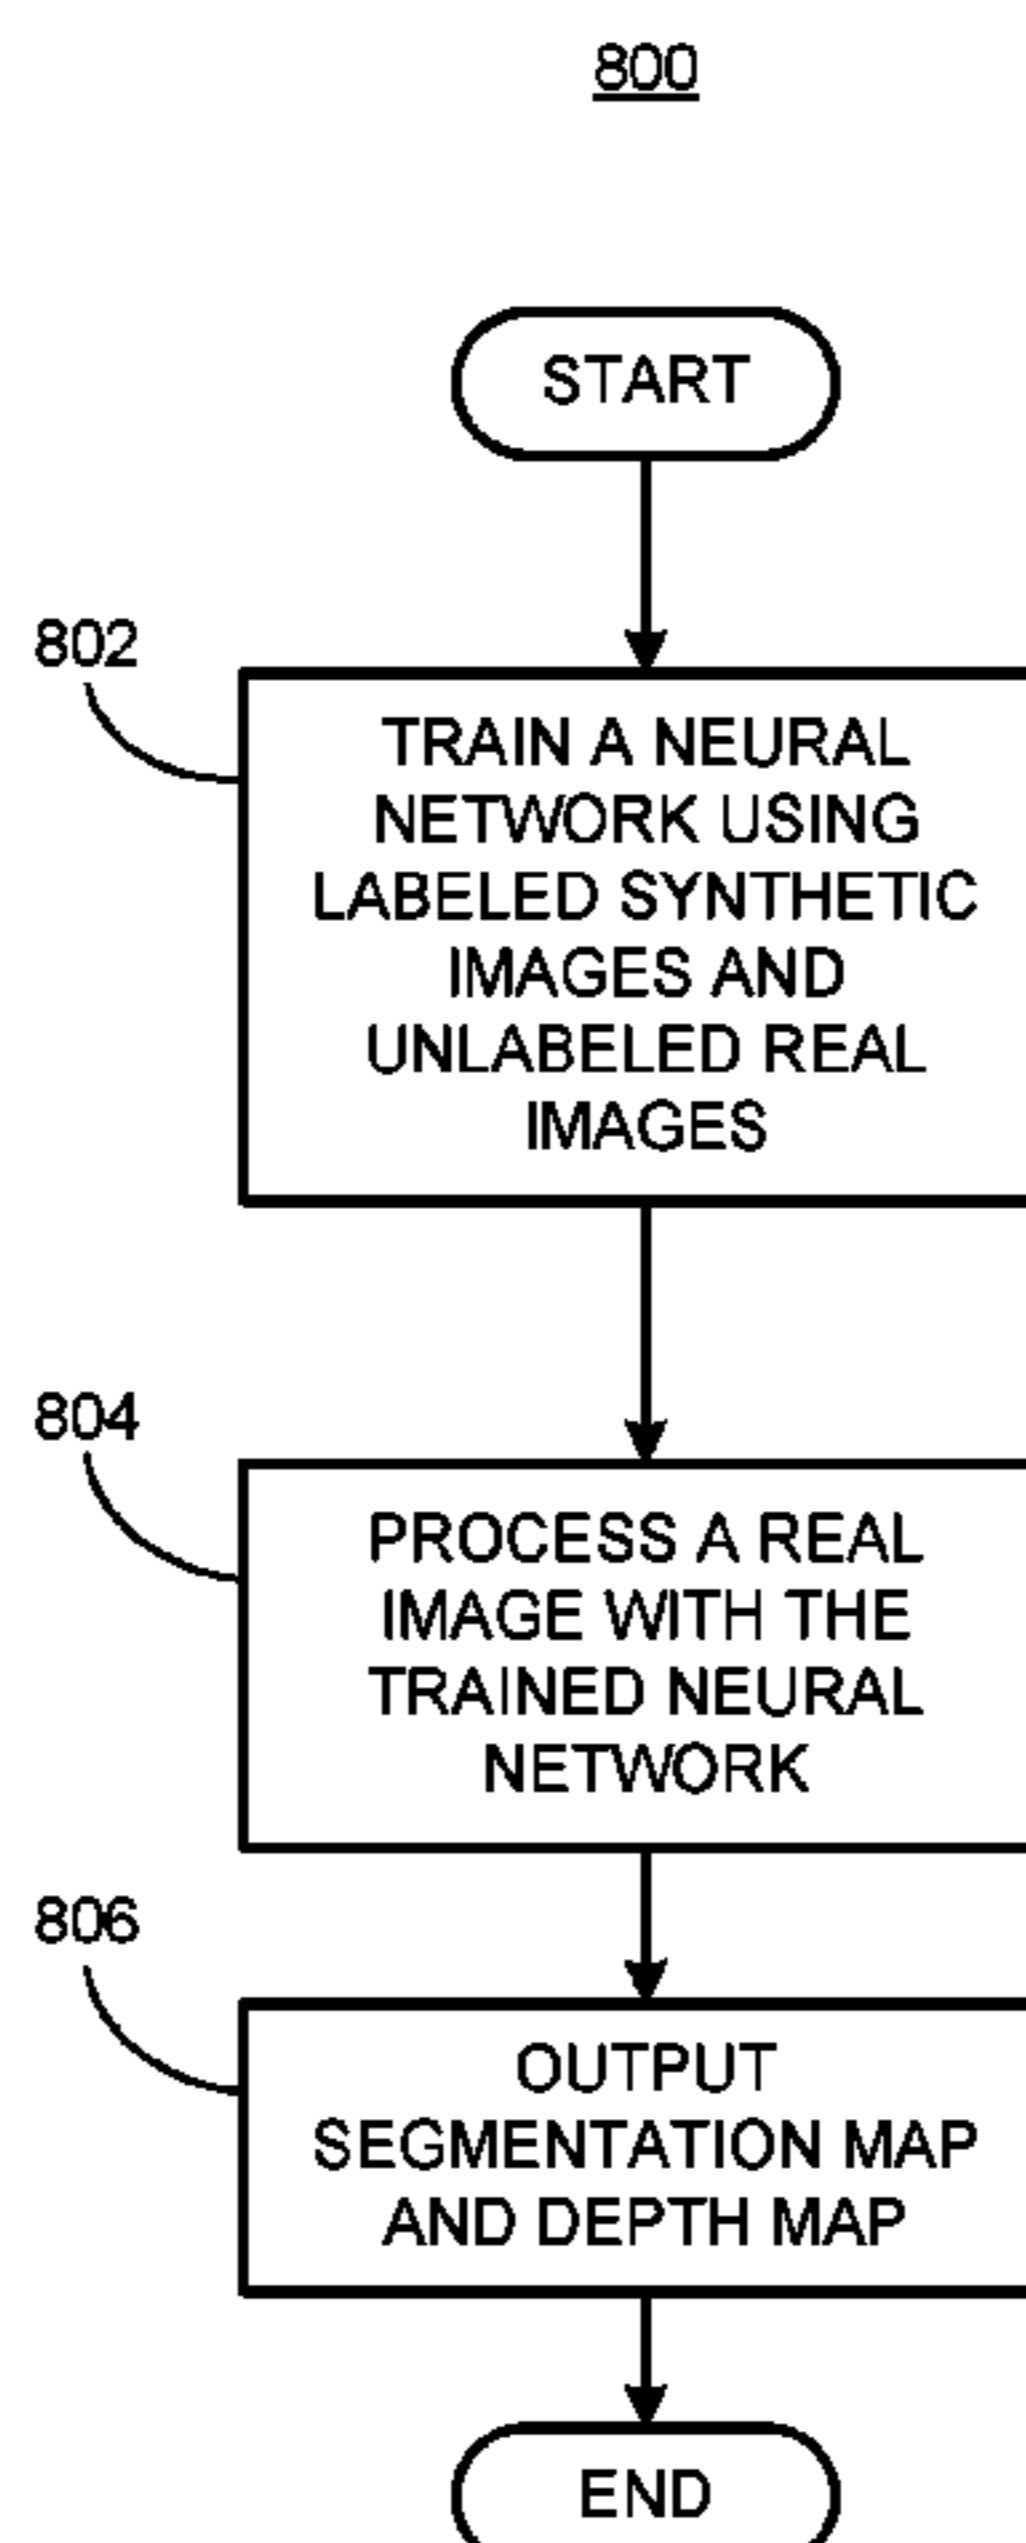 800
START
802
TRAIN A NEURAL
NETWORK USING
LABELED SYNTHETIC
IMAGES AND
UNLABELED REAL
IMAGES
804
PROCESS A REAL
IMAGE WITH THE
TRAINED NEURAL
NETWORK
806
OUTPUT
SEGMENTATION MAP
AND DEPTH MAP
END